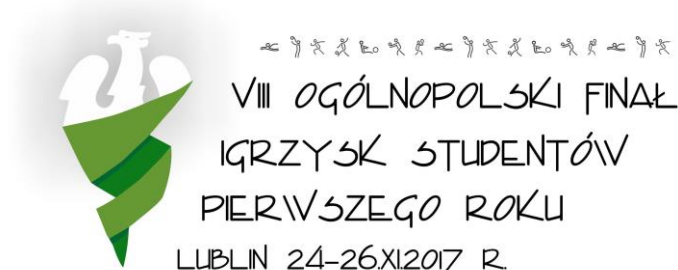 VIII OGÓLNOPOLSKI FINAŁ
IGRZYSK STUDENTÓW
PIERWSZEGO ROKU
LUBLIN 24-26.XI.2017 R.